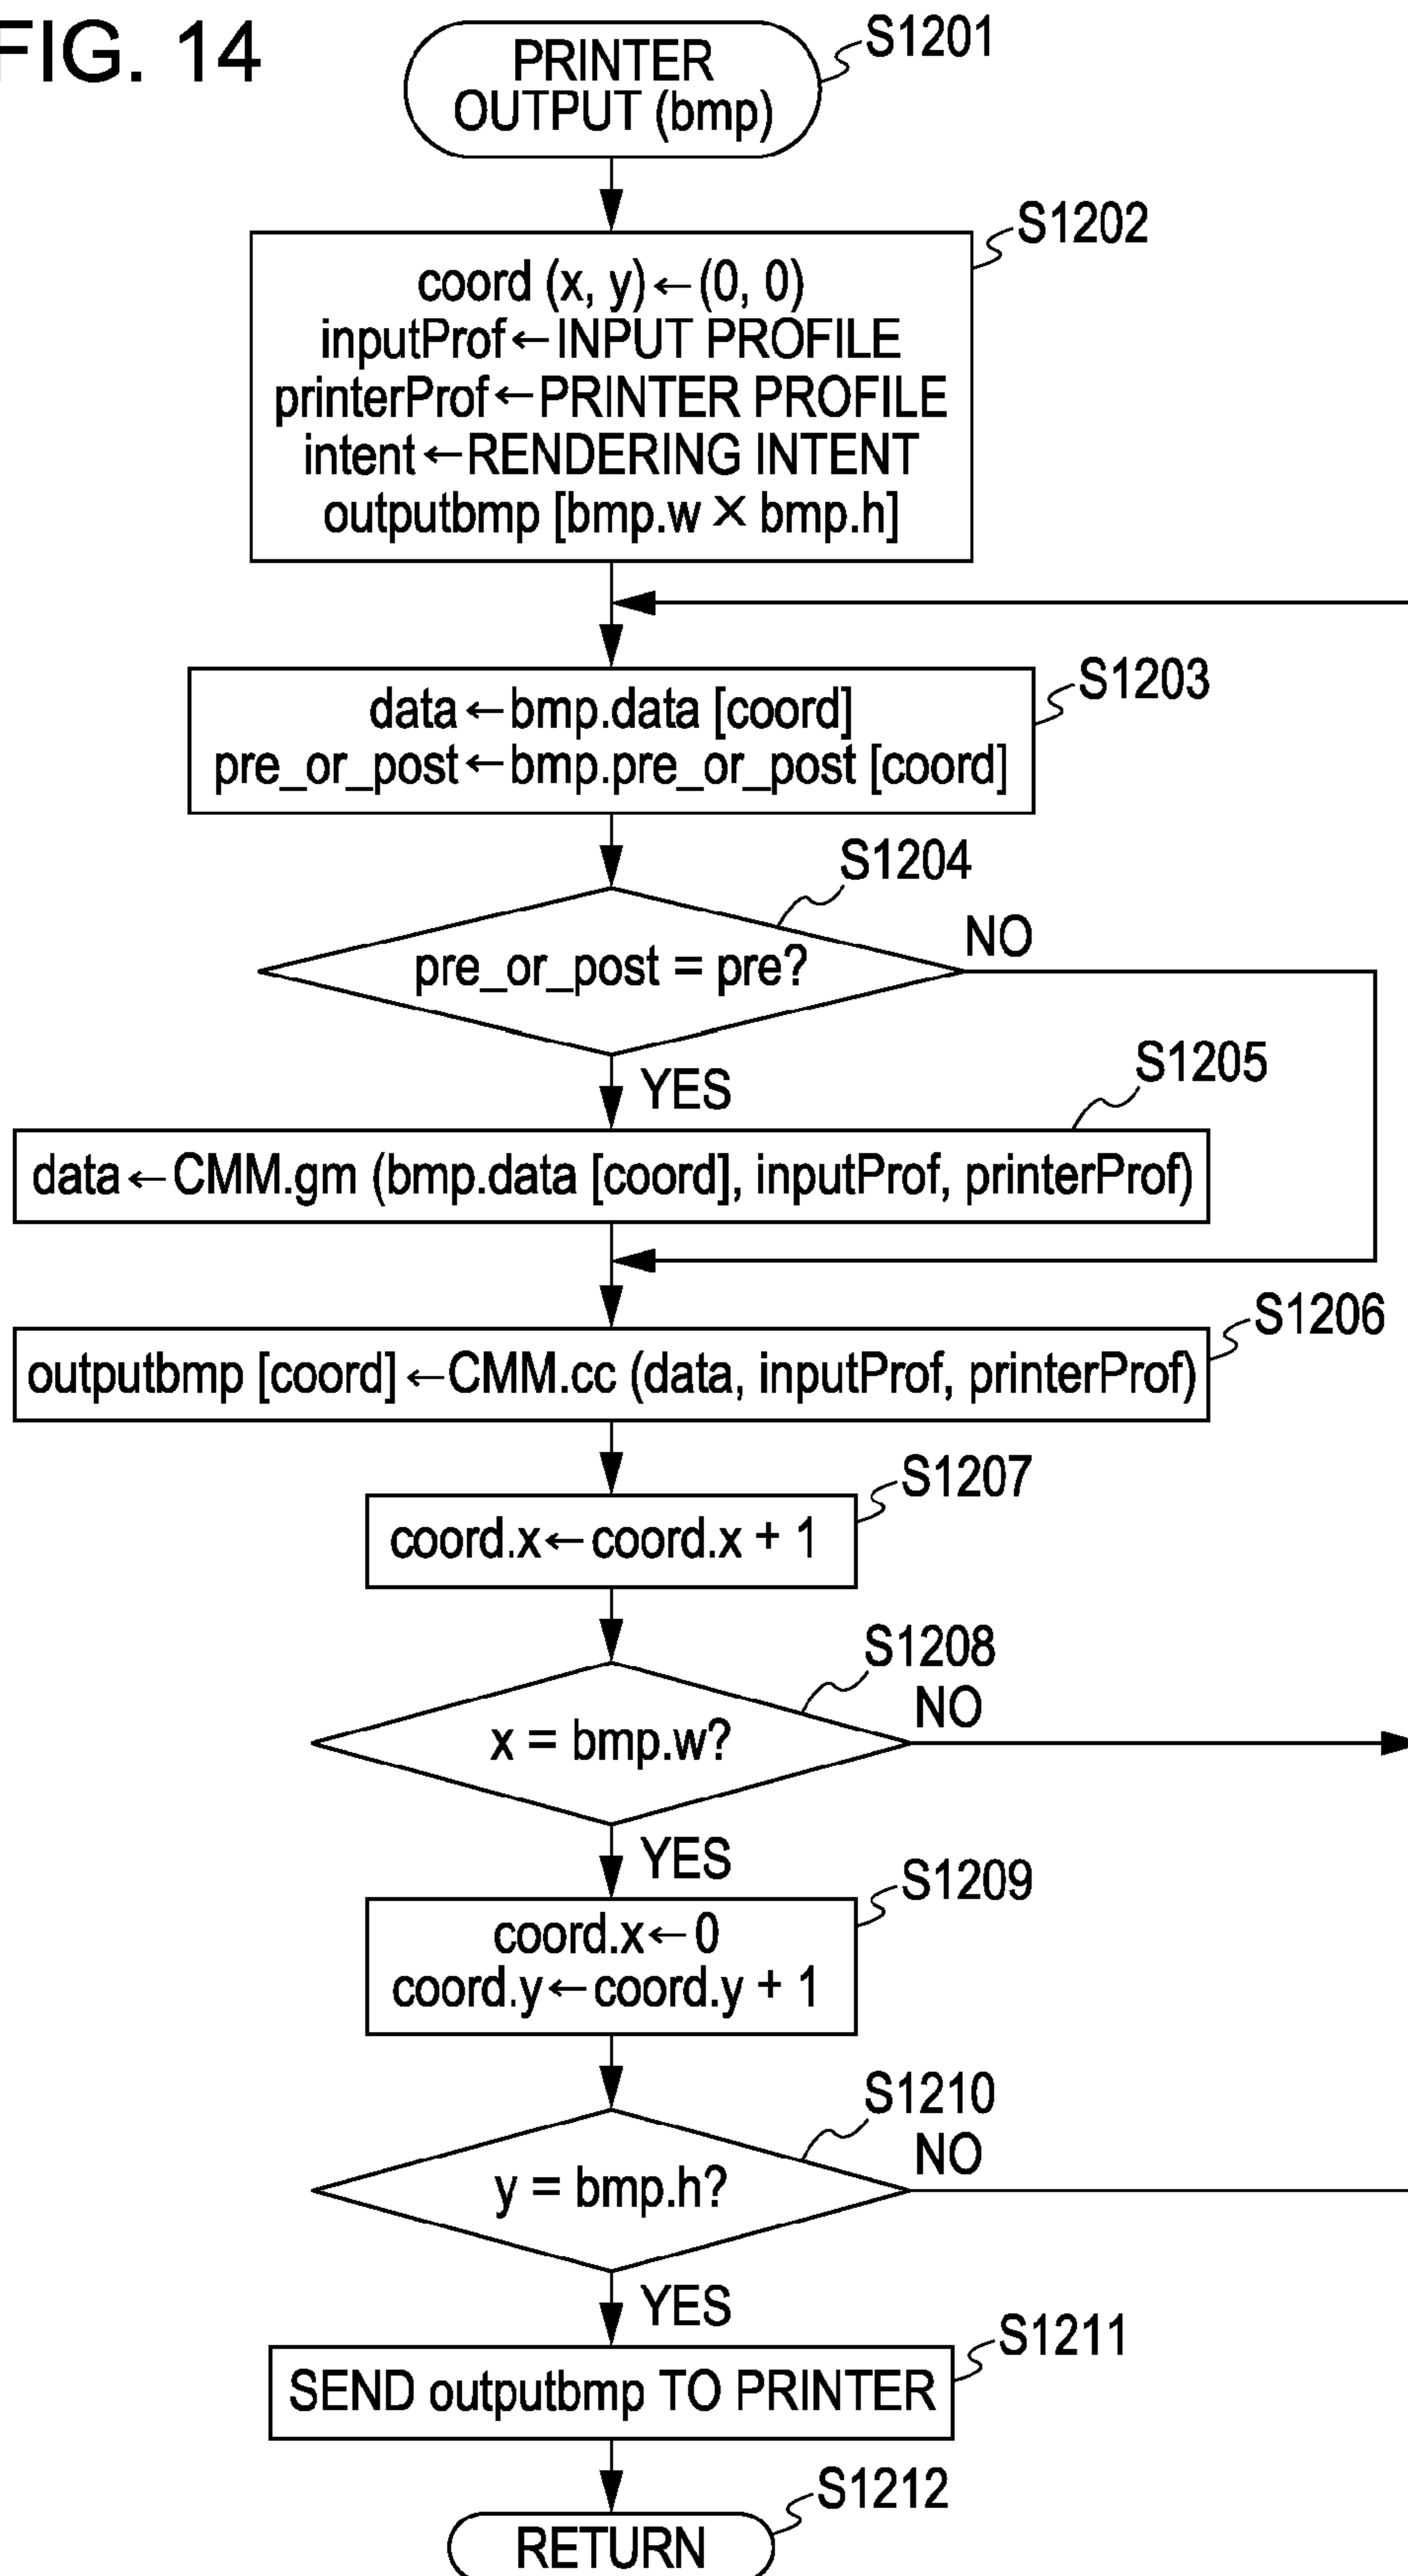 FIG. 14
PRINTER
OUTPUT (bmp)
S1201
S1202
coord (x, y)←(0, 0)
inputProf←INPUT PROFILE
printerProf←PRINTER PROFILE
intent←RENDERING INTENT
outputbmp [bmp.w × bmp.h]
S1203
data←bmp.data [coord]
pre_or_post←bmp.pre_or_post [coord]
S1204
pre_or_post = pre?
NO
YES
S1205
data←CMM.gm (bmp.data [coord], inputProf, printerProf)
S1206
outputbmp [coord]←CMM.cc (data, inputProf, printerProf)
S1207
coord.x←coord.x + 1
S1208
NO
x = bmp.w?
YES
S1209
coord.x←0
coord.y←coord.y + 1
S1210
NO
y = bmp.h?
YES
S1211
SEND outputbmp TO PRINTER
S1212
RETURN